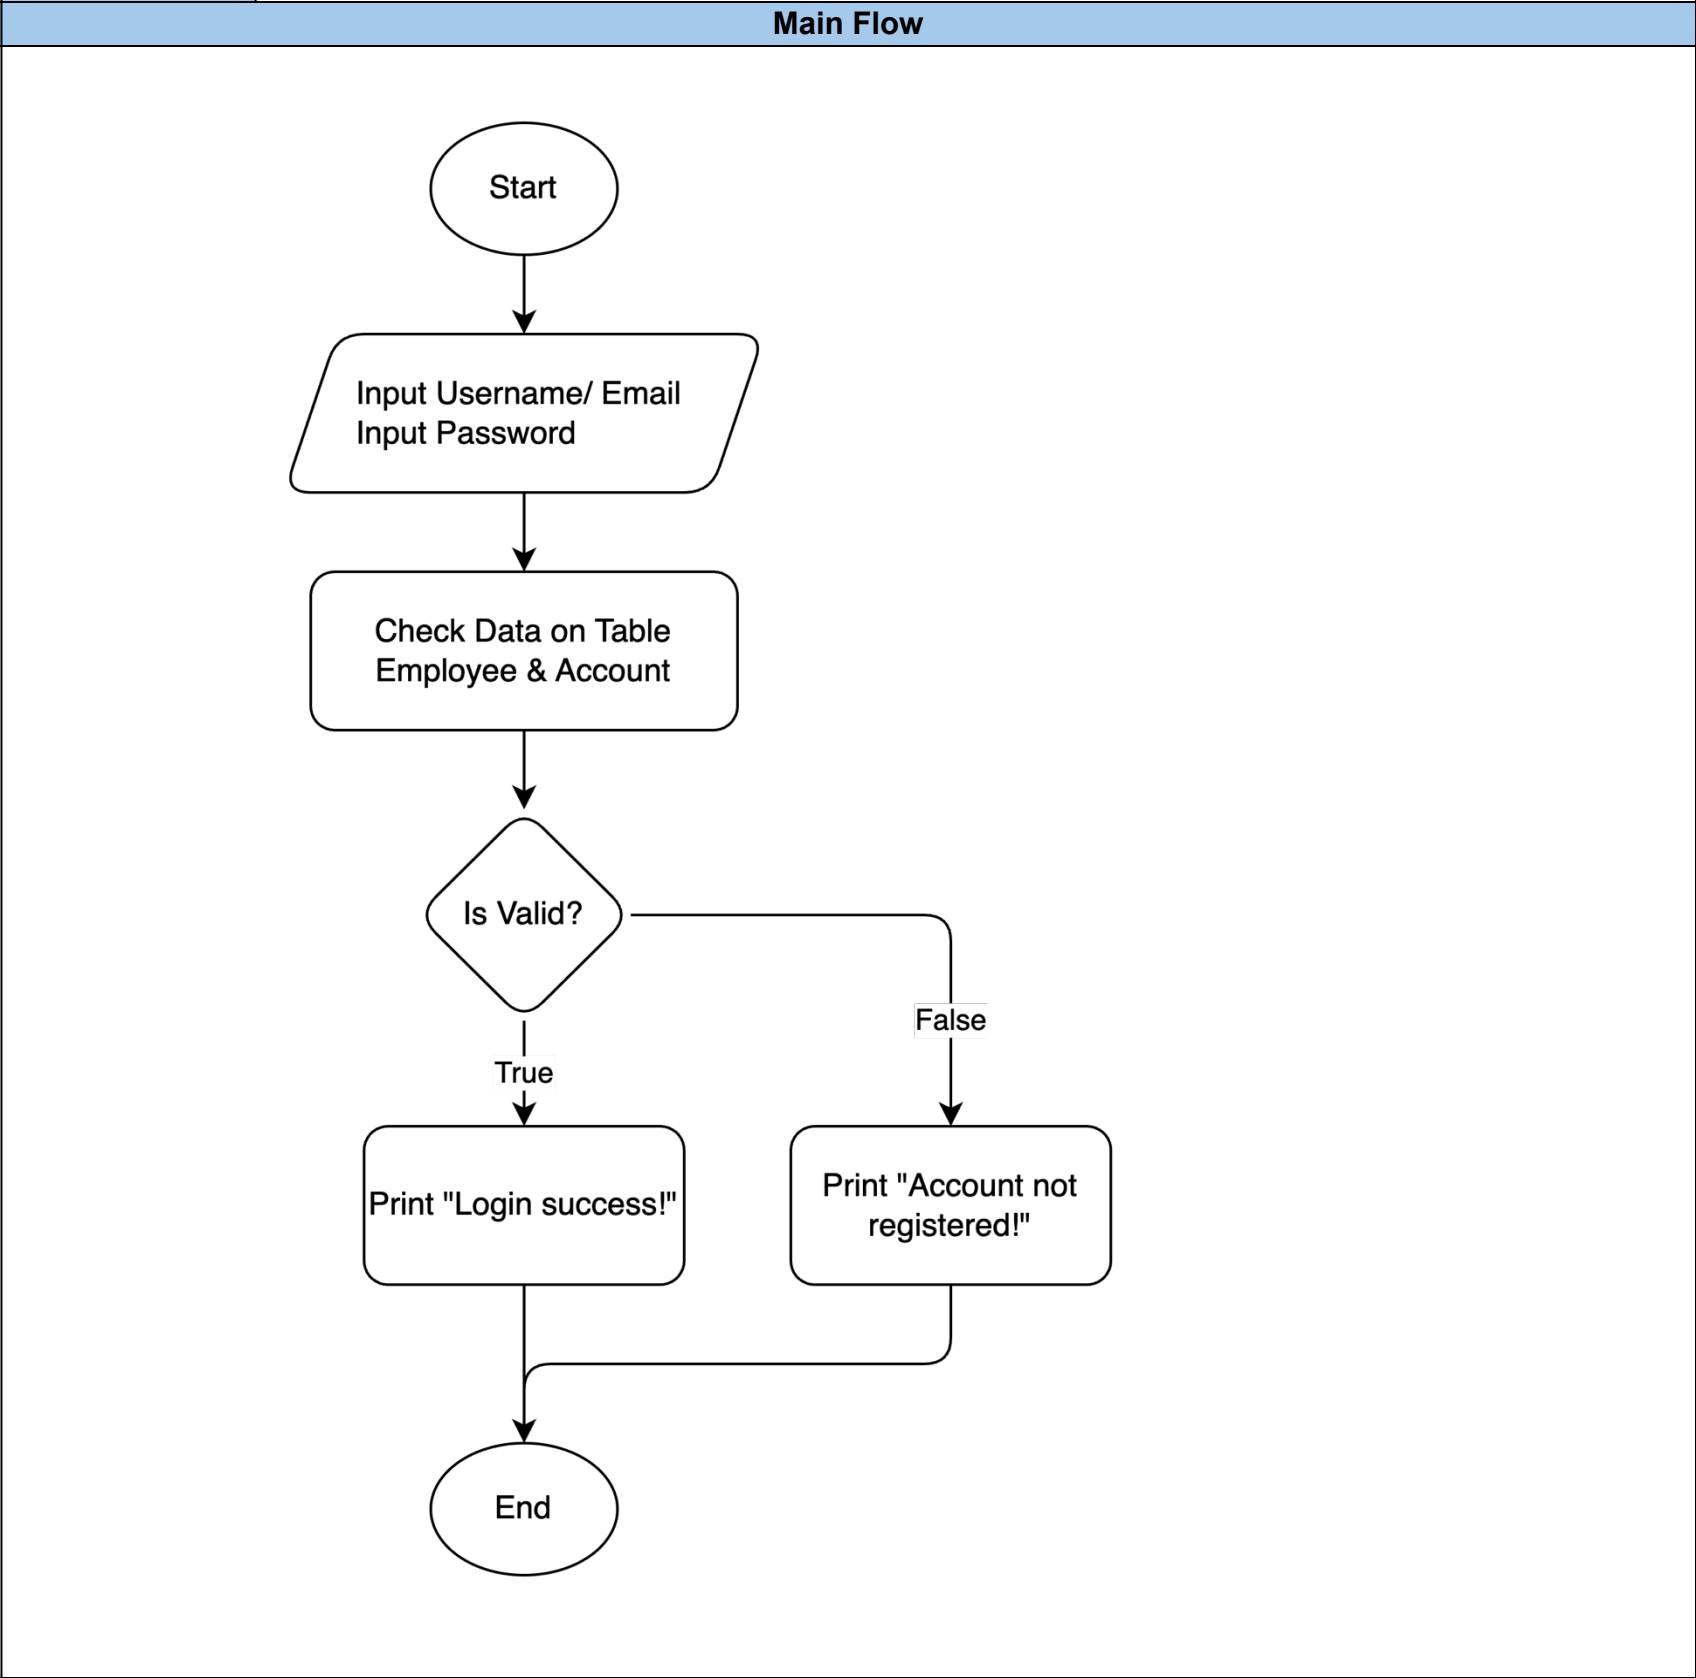 Main Flow
Start
Input Username/ Email
Input Password
Check Data on Table
Employee & Account
Is Valid?
False
True
Print "Login success!"
Print "Account not
registered!"
End